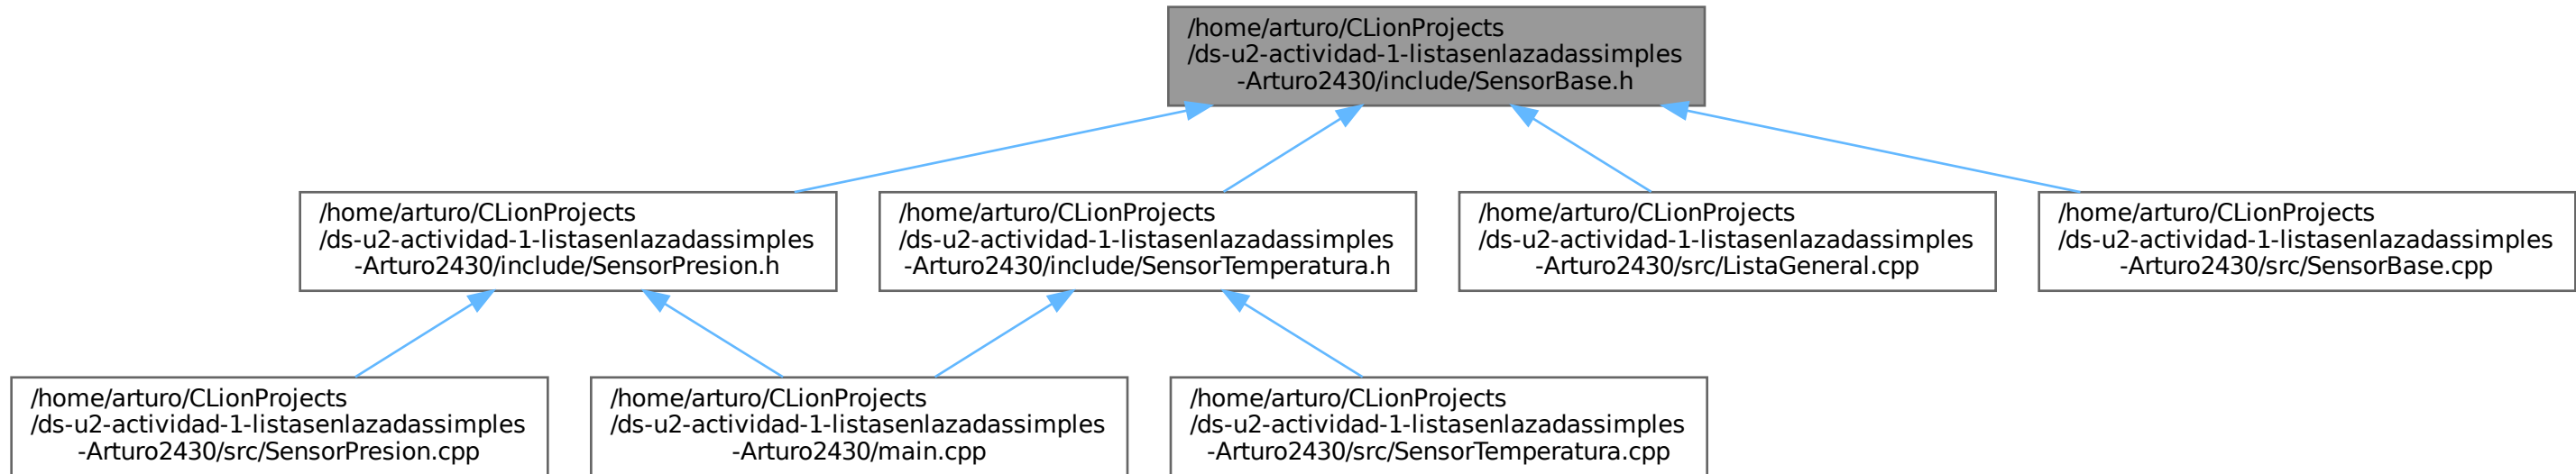 /home/arturo/CLionProjects
/ds-u2-actividad-1-listasenlazadassimples
-Arturo2430/include/SensorBase.h
/home/arturo/CLionProjects
/ds-u2-actividad-1-listasenlazadassimples
-Arturo2430/include/SensorPresion.h
/home/arturo/CLionProjects
/ds-u2-actividad-1-listasenlazadassimples
-Arturo2430/include/SensorTemperatura.h
/home/arturo/CLionProjects
/ds-u2-actividad-1-listasenlazadassimples
-Arturo2430/src/ListaGeneral.cpp
/home/arturo/CLionProjects
/ds-u2-actividad-1-listasenlazadassimples
-Arturo2430/src/SensorBase.cpp
/home/arturo/CLionProjects
/ds-u2-actividad-1-listasenlazadassimples
-Arturo2430/src/SensorPresion.cpp
/home/arturo/CLionProjects
/ds-u2-actividad-1-listasenlazadassimples
-Arturo2430/main.cpp
/home/arturo/CLionProjects
/ds-u2-actividad-1-listasenlazadassimples
-Arturo2430/src/SensorTemperatura.cpp